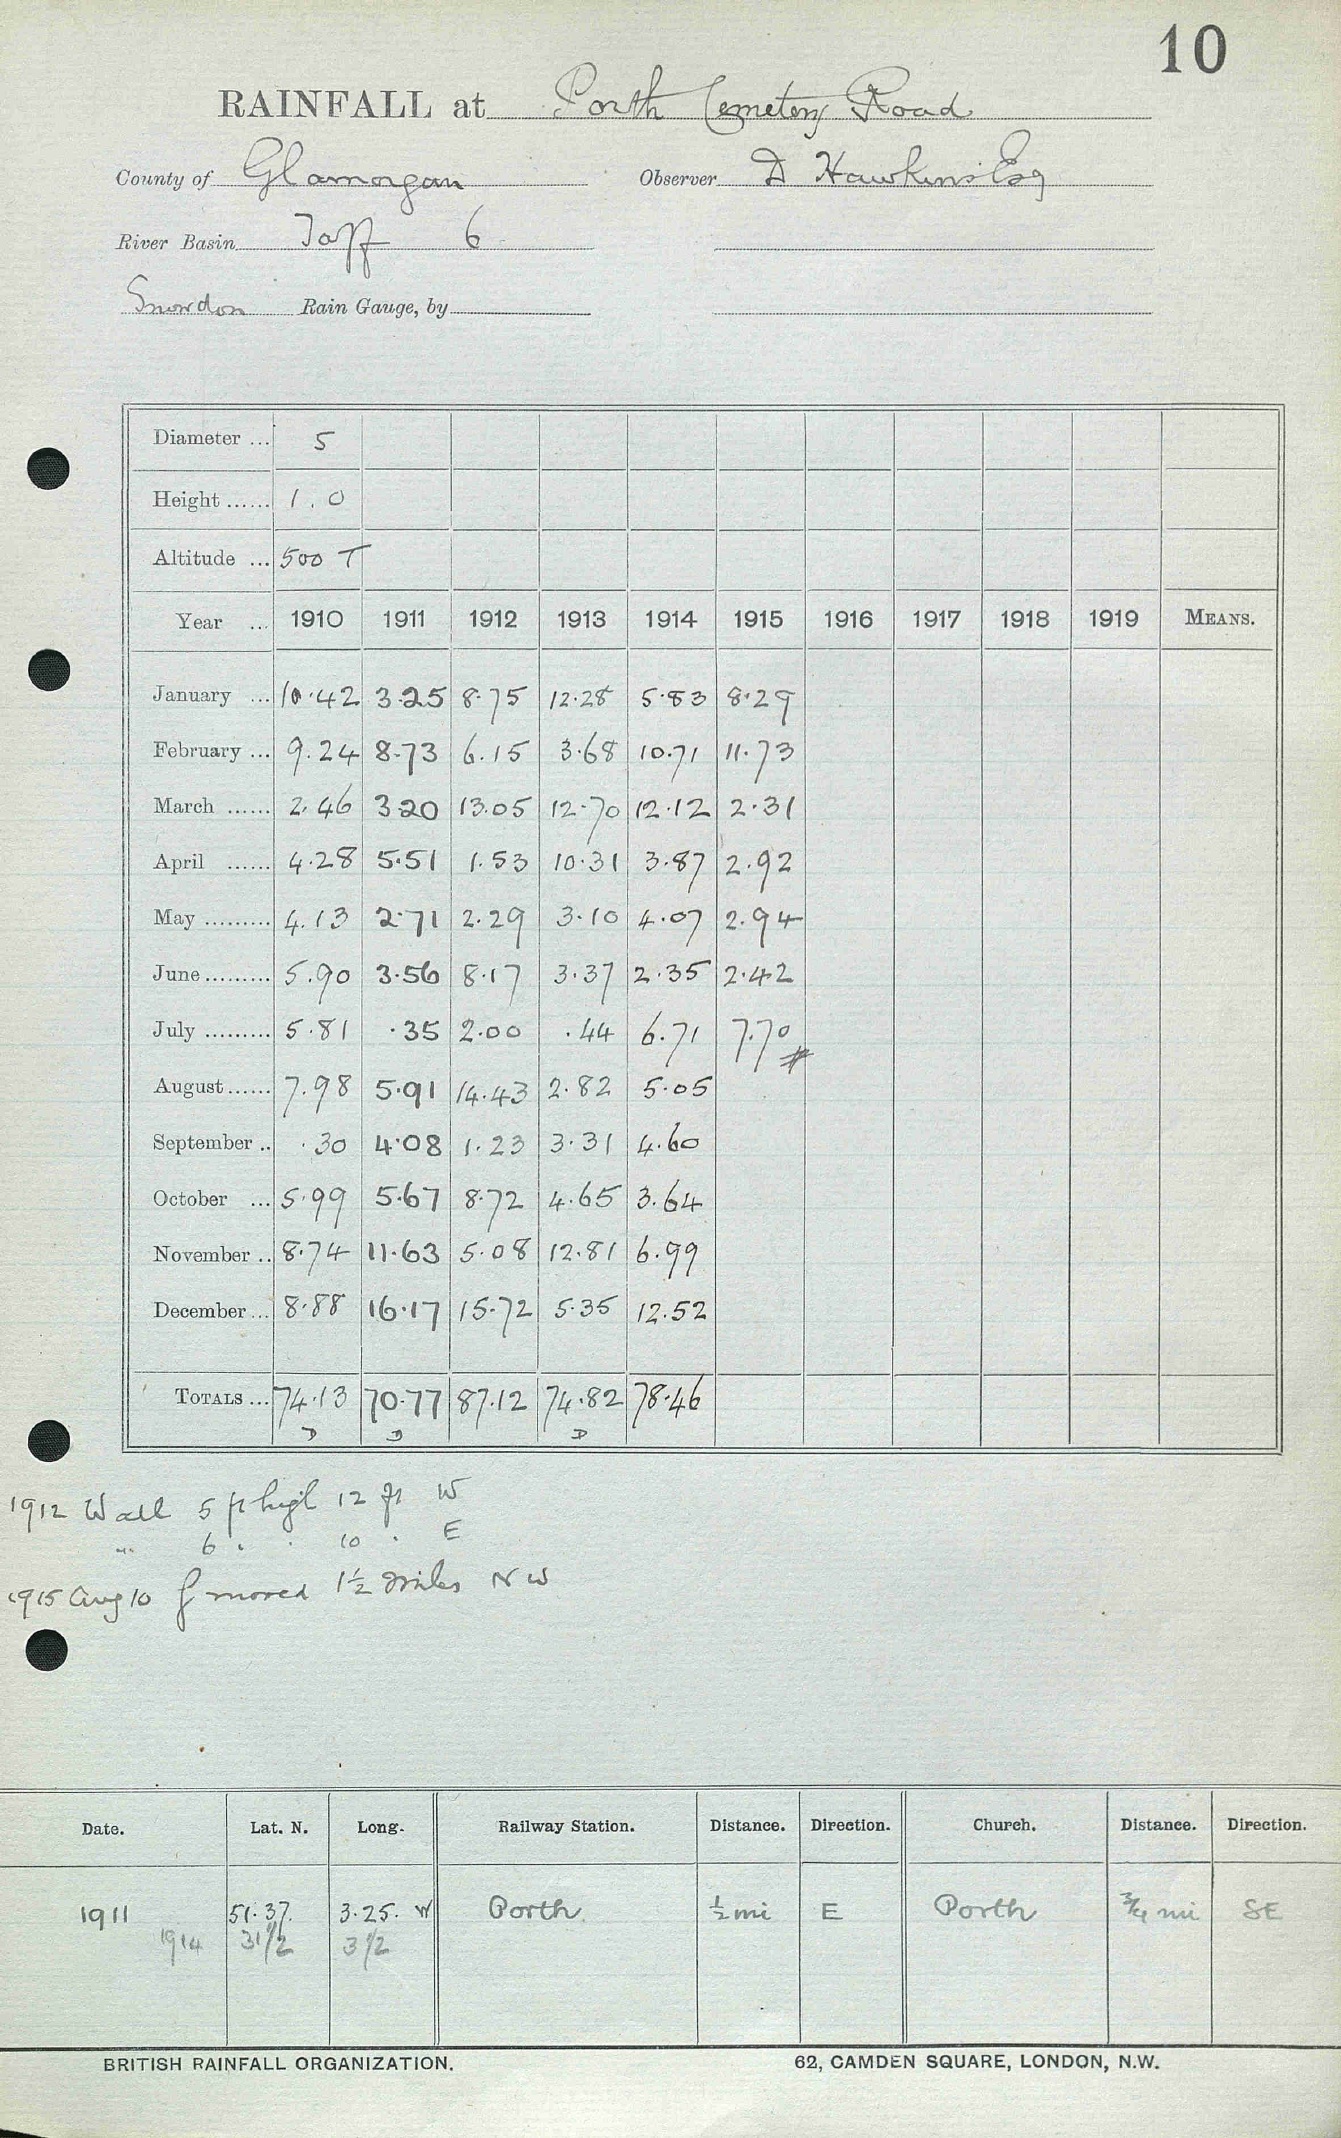 10
RAINFALL at Porth Cemetery Road
County of Glamorgan Observer D Hawkins Esq
River Basin Taff 6
Snowdon Rain Gauge, by
Diameter ... 5
Height ...... 1.0
Altitude ... 500 T
Year ... 1910 1911 1912 1913 1914 1915 1916 1917 1918 1919 MEANS.
January ... 10.42 3.25 8.75 12.28 5.83 8.29
February ... 9.24 8.73 6.15 3.68 10.71 11.73
March ...... 2.46 3.20 13.05 12.70 12.12 2.31
April ...... 4.28 5.51 1.53 10.31 3.87 2.92
May ......... 4.13 2.71 2.29 3.10 4.07 2.94
June ......... 5.90 3.56 8.17 3.37 2.35 2.42
July ......... 5.81 .35 2.00 .44 6.71 7.70 #
August ...... 7.98 5.91 14.43 2.82 5.05
September .. .30 4.08 1.23 3.31 4.60
October ... 5.99 5.67 8.72 4.65 3.64
November .. 8.74 11.63 5.08 12.81 6.99
December ... 8.88 16.17 15.72 5.35 12.52
TOTALS ... 74.13 70.77 87.12 74.82 78.46
D D D
1912 Wall 5 ft high 12 ft W
" 6 " " 10 " E
1915 Aug 10 moved 1½ miles NW
Date. Lat. N. Long. Railway Station. Distance. Direction. Church. Distance. Direction.
1911 51.37. 3.25. W Porth ½ mi E Porth ¾ mi SE
1914 31/2 31/2
BRITISH RAINFALL ORGANIZATION. 62, CAMDEN SQUARE, LONDON, N.W.